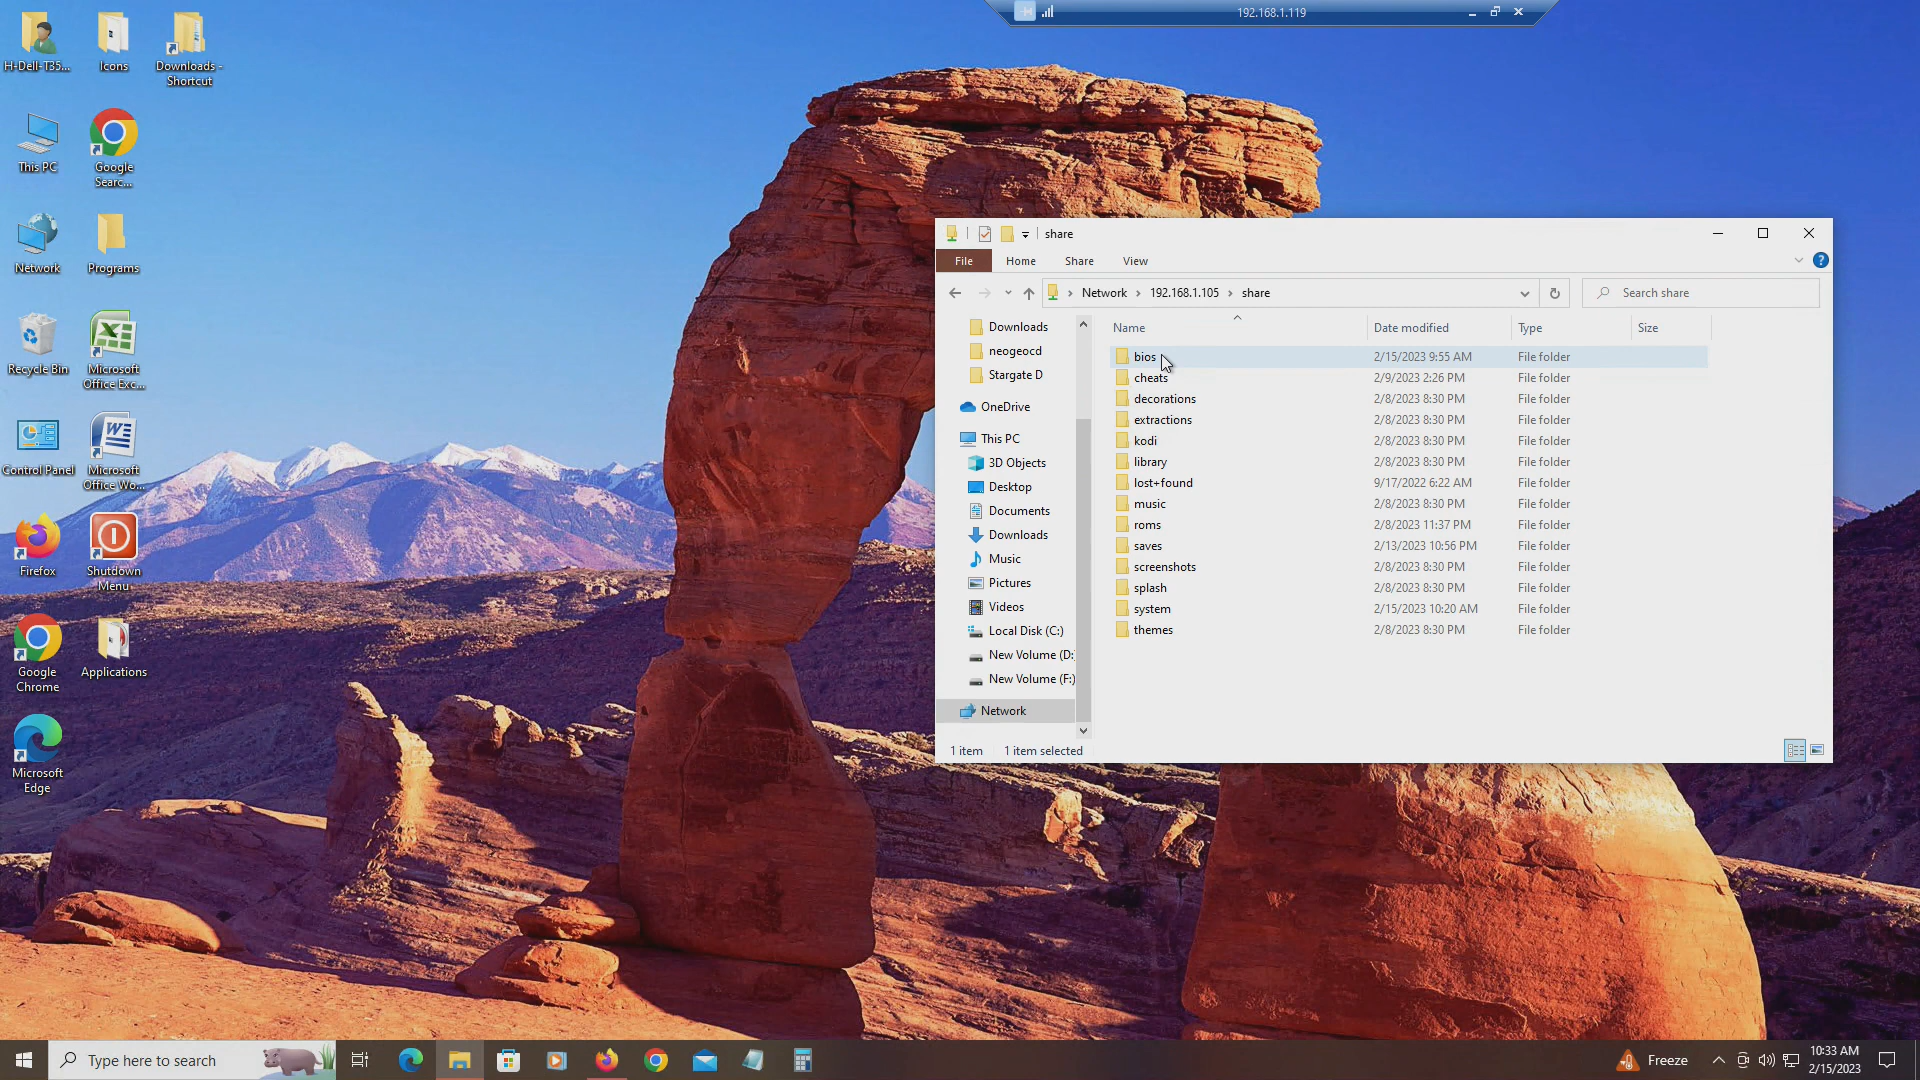 192.168.1.119
H-Dell-T35...
Icons
Downloads -
Shortcut
This PC
Google
Searc...
Network
Programs
Recycle Bin
Microsoft
Office Exc...
Control Panel
Microsoft
Office Wo...
Firefox
Shutdown
Menu
Google
Chrome
Applications
Microsoft
Edge
share
File
Home
Share
View
Network
192.168.1.105
share
Search share
Downloads
neogeocd
Stargate D
OneDrive
This PC
3D Objects
Desktop
Documents
Downloads
Music
Pictures
Videos
Local Disk (C:)
New Volume (D:
New Volume (F:)
Network
Name Date modified Type Size
bios 2/15/2023 9:55 AM File folder
cheats 2/9/2023 2:26 PM File folder
decorations 2/8/2023 8:30 PM File folder
extractions 2/8/2023 8:30 PM File folder
kodi 2/8/2023 8:30 PM File folder
library 2/8/2023 8:30 PM File folder
lost+found 9/17/2022 6:22 AM File folder
music 2/8/2023 8:30 PM File folder
roms 2/8/2023 11:37 PM File folder
saves 2/13/2023 10:56 PM File folder
screenshots 2/8/2023 8:30 PM File folder
splash 2/8/2023 8:30 PM File folder
system 2/15/2023 10:20 AM File folder
themes 2/8/2023 8:30 PM File folder
1 item 1 item selected
Type here to search
Freeze
10:33 AM
2/15/2023